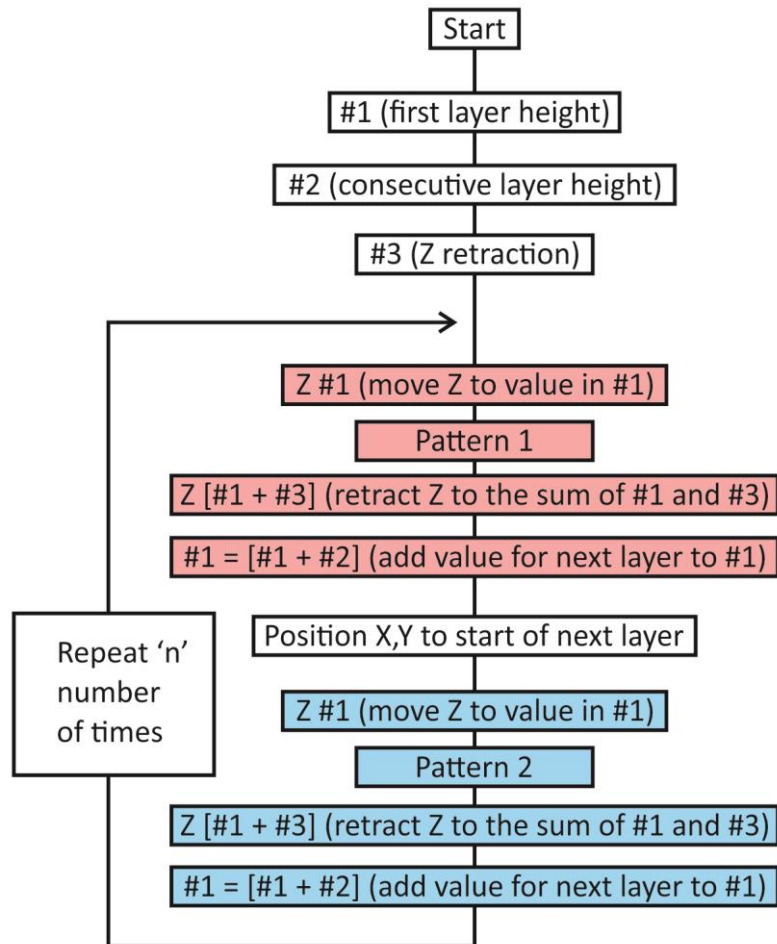 Start
#1 (first layer height)
#2 (consecutive layer height)
#3 (Z retraction)
Z #1 (move Z to value in #1)
Pattern 1
Z [#1 + #3] (retract Z to the sum of #1 and #3)
#1 = [#1 + #2] (add value for next layer to #1)
Position X,Y to start of next layer
Z #1 (move Z to value in #1)
Pattern 2
Z [#1 + #3] (retract Z to the sum of #1 and #3)
#1 = [#1 + #2] (add value for next layer to #1)
Repeat ‘n’
number
of times